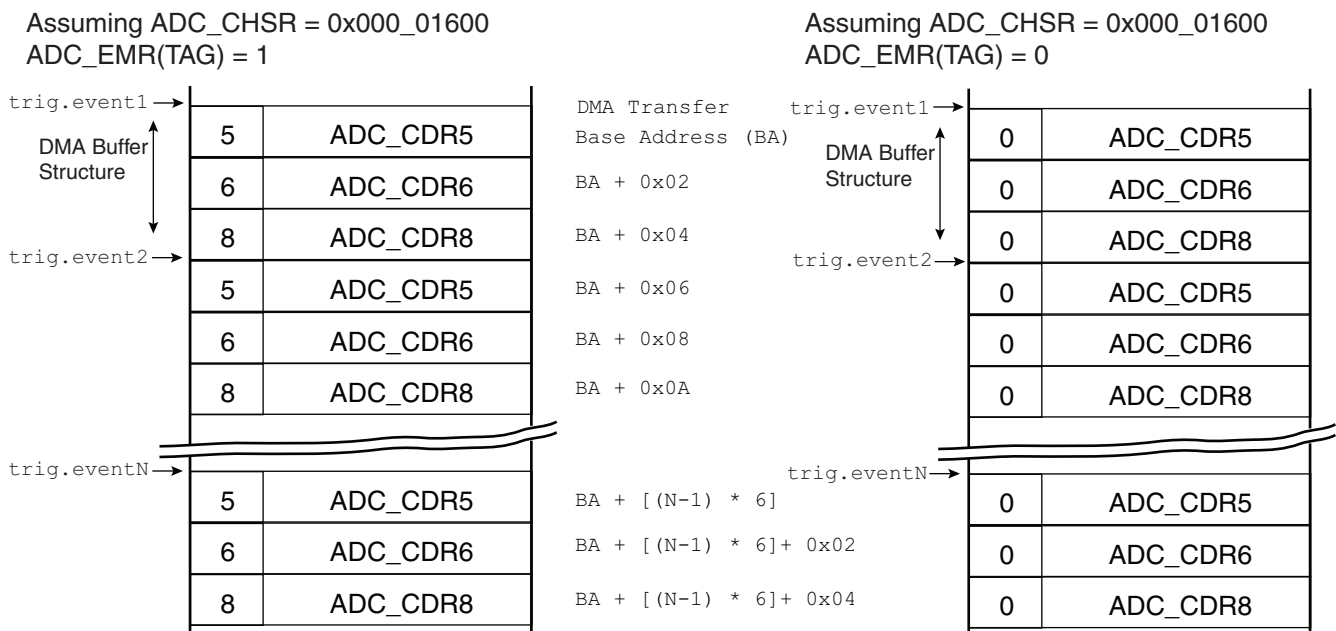 Assuming ADC_CHSR = 0x000_01600
ADC_EMR(TAG) = 1
Assuming ADC_CHSR = 0x000_01600
ADC_EMR(TAG) = 0
trig.event1
DMA Buffer
Structure
5 ADC_CDR5
6 ADC_CDR6
8 ADC_CDR8
trig.event2
5 ADC_CDR5
6 ADC_CDR6
8 ADC_CDR8
trig.eventN
5 ADC_CDR5
6 ADC_CDR6
8 ADC_CDR8
DMA Transfer
Base Address (BA)
BA + 0x02
BA + 0x04
BA + 0x06
BA + 0x08
BA + 0x0A
BA + [(N-1) * 6]
BA + [(N-1) * 6]+ 0x02
BA + [(N-1) * 6]+ 0x04
trig.event1
DMA Buffer
Structure
0 ADC_CDR5
0 ADC_CDR6
0 ADC_CDR8
trig.event2
0 ADC_CDR5
0 ADC_CDR6
0 ADC_CDR8
trig.eventN
0 ADC_CDR5
0 ADC_CDR6
0 ADC_CDR8